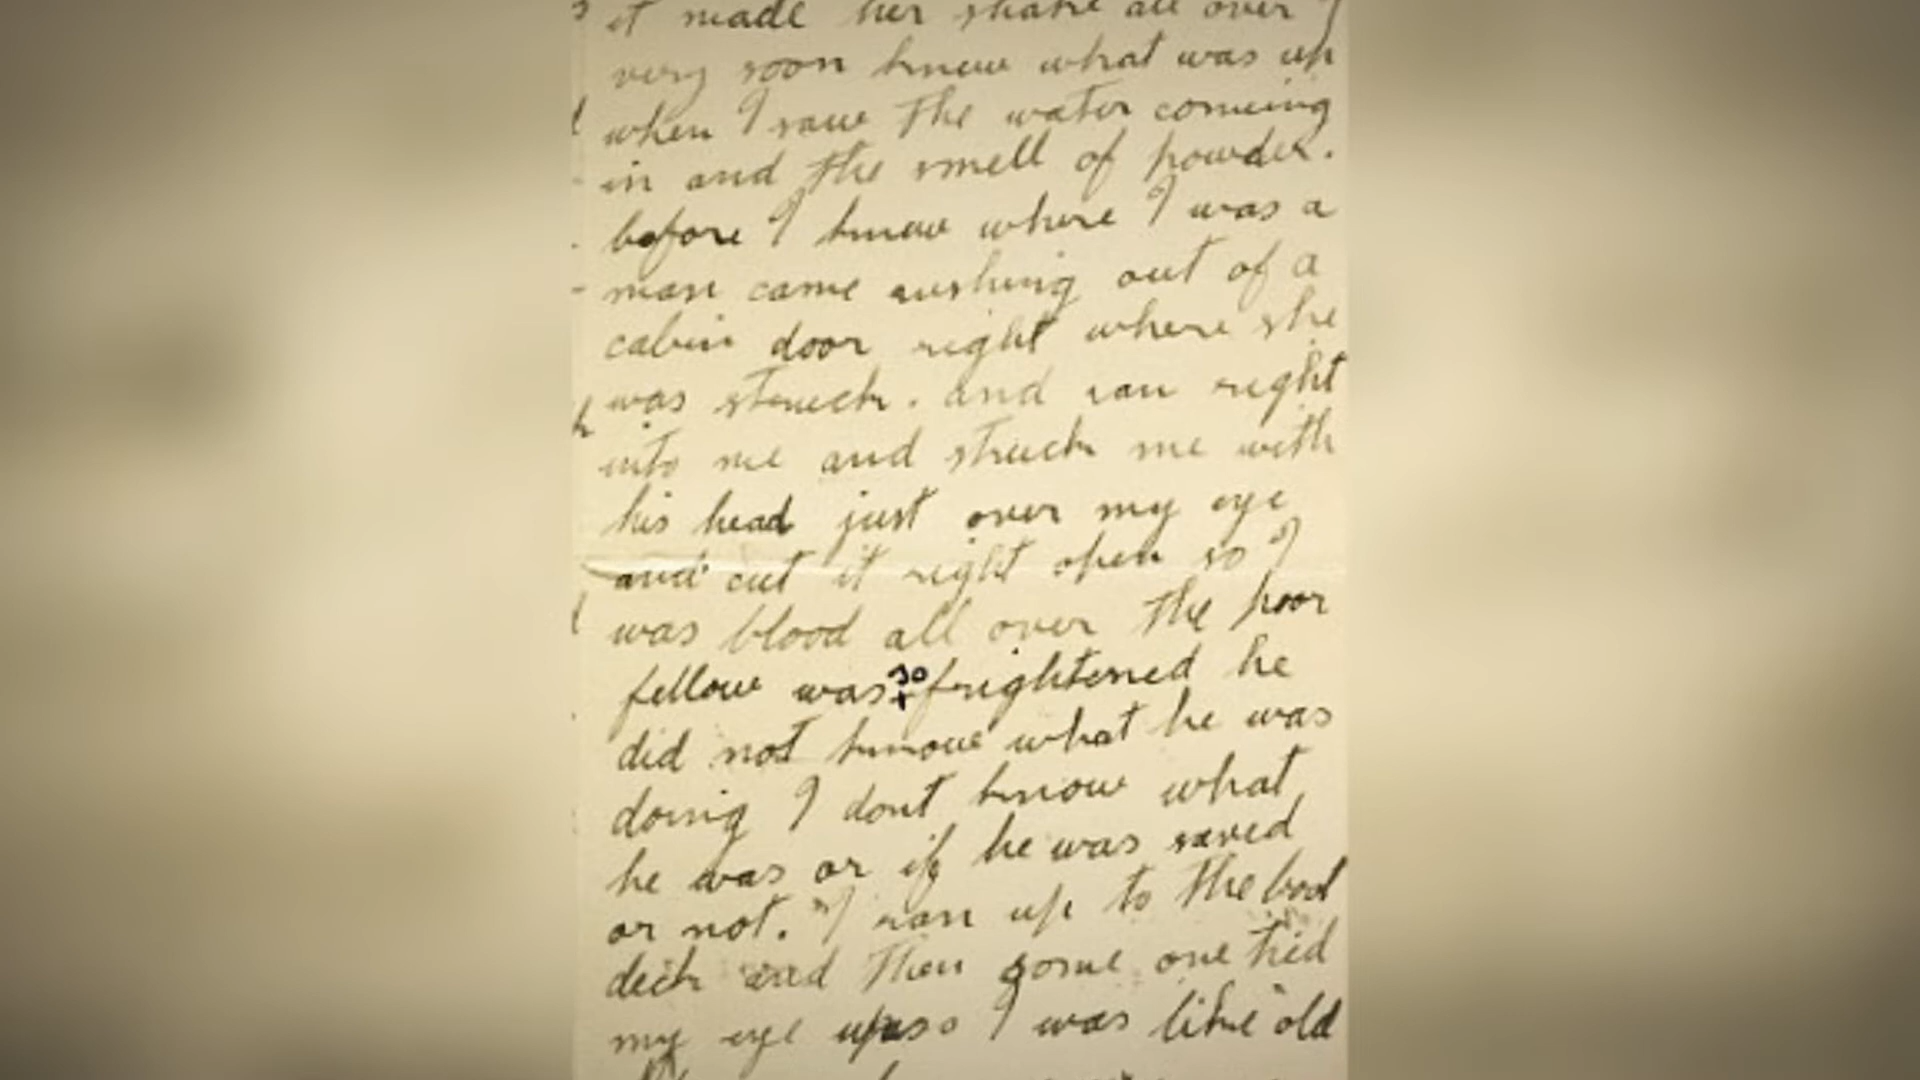 it made her shake all over I
very soon knew what was up
when I saw the water comeing
in and the smell of powder.
before I knew where I was a
man came rushing out of a
cabin door right where she
was struck. and ran right
into me and struck me with
his head just over my eye
and cut it right open so I
was blood all over the poor
fellow was so frightened he
did not know what he was
doing I dont know what
he was or if he was saved
or not. I ran up to the boat
deck and then some one tied
my eye up so I was like old